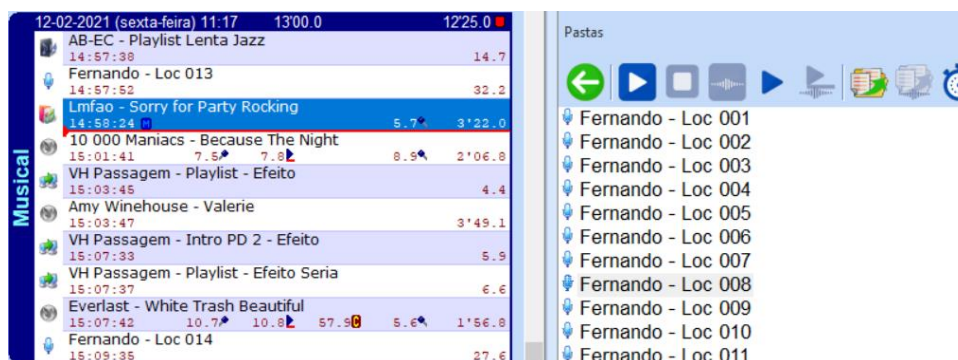 12-02-2021 (sexta-feira) 11:17 13'00.0 12'25.0
Musical
AB-EC - Playlist Lenta Jazz
14:57:38 14.7
Fernando - Loc 013
14:57:52 32.2
Lmfao - Sorry for Party Rocking
14:58:24 M 5.7 3'22.0
10 000 Maniacs - Because The Night
15:01:41 7.5 7.8 8.9 2'06.8
VH Passagem - Playlist - Efeito
15:03:45 4.4
Amy Winehouse - Valerie
15:03:47 3'49.1
VH Passagem - Intro PD 2 - Efeito
15:07:33 5.9
VH Passagem - Playlist - Efeito Seria
15:07:37 6.6
Everlast - White Trash Beautiful
15:07:42 10.7 10.8 57.9 C 5.6 1'56.8
Fernando - Loc 014
15:09:35 27.6
Pastas
Fernando - Loc 001
Fernando - Loc 002
Fernando - Loc 003
Fernando - Loc 004
Fernando - Loc 005
Fernando - Loc 006
Fernando - Loc 007
Fernando - Loc 008
Fernando - Loc 009
Fernando - Loc 010
Fernando - Loc 011